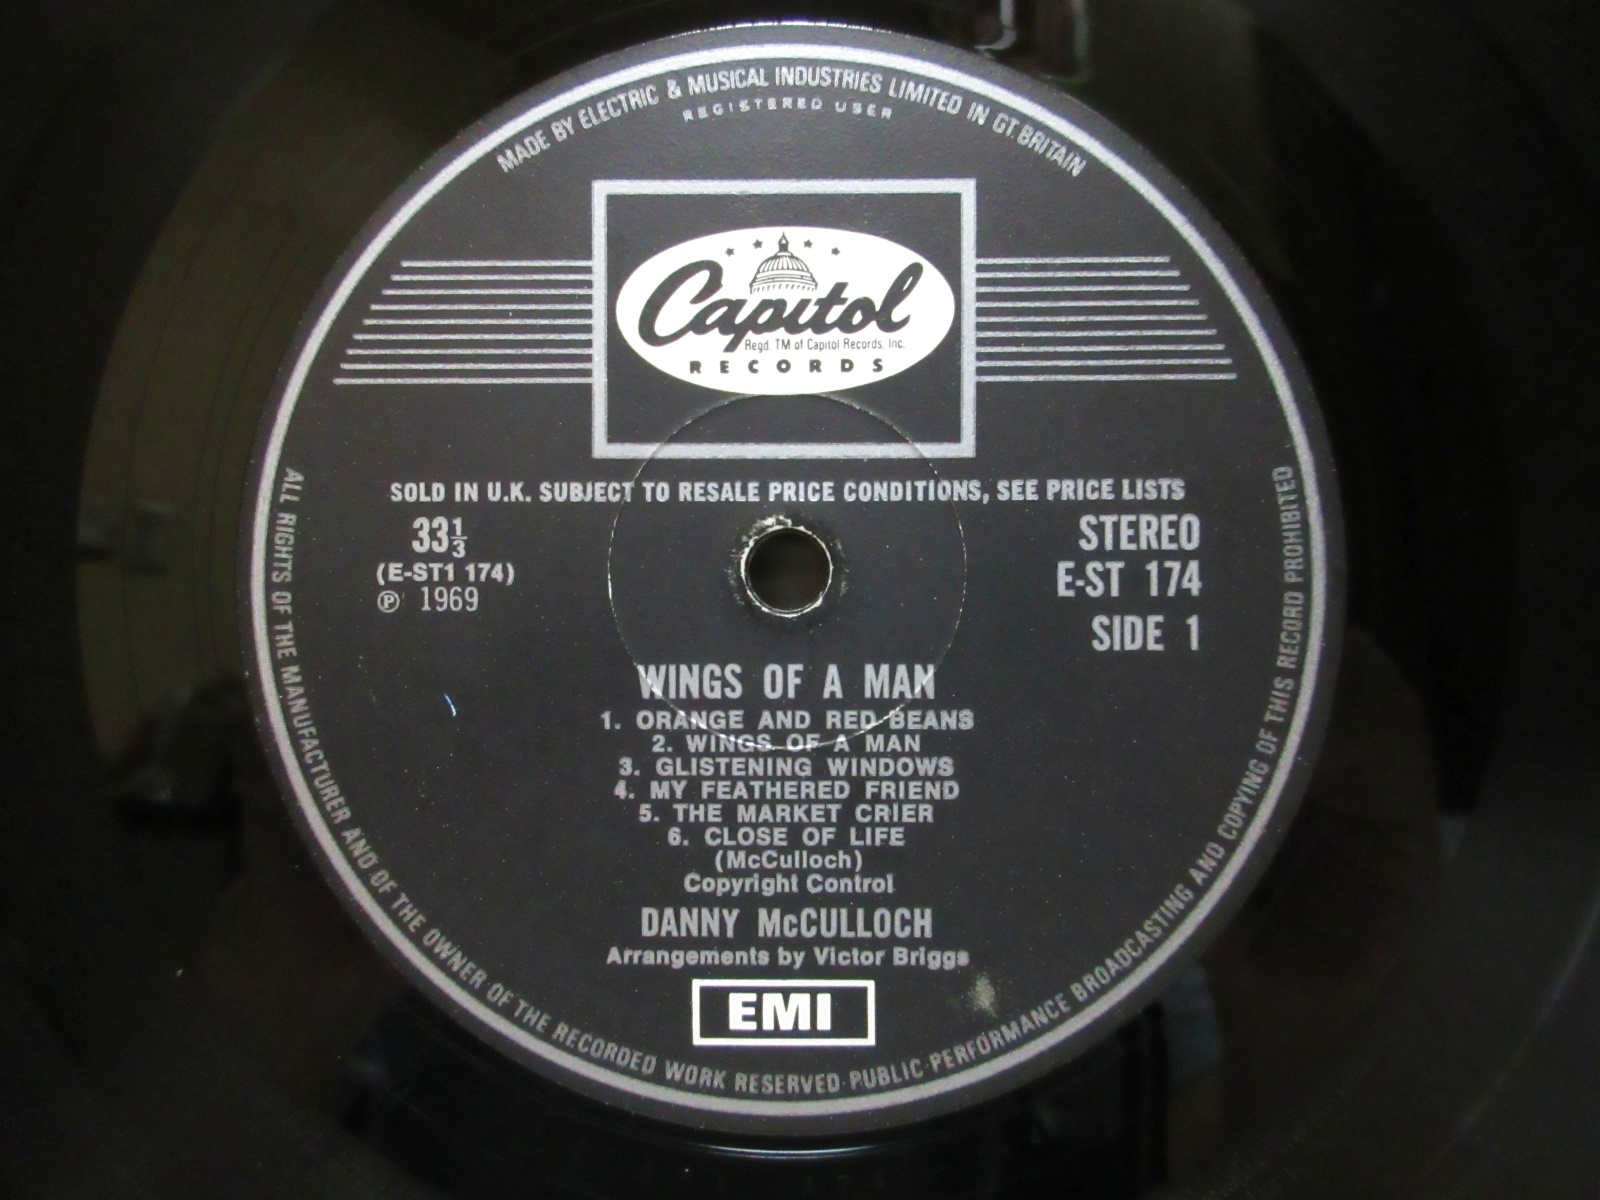 MADE BY ELECTRIC & MUSICAL INDUSTRIES LIMITED IN GT. BRITAIN
REGISTERED USER
Capitol
Regd. TM of Capitol Records, Inc.
RECORDS
SOLD IN U.K. SUBJECT TO RESALE PRICE CONDITIONS, SEE PRICE LISTS
33⅓
(E-ST1 174)
℗ 1969
STEREO
E-ST 174
SIDE 1
WINGS OF A MAN
1. ORANGE AND RED BEANS
2. WINGS OF A MAN
3. GLISTENING WINDOWS
4. MY FEATHERED FRIEND
5. THE MARKET CRIER
6. CLOSE OF LIFE
(McCulloch)
Copyright Control
DANNY McCULLOCH
Arrangements by Victor Briggs
EMI
ALL RIGHTS OF THE MANUFACTURER AND OF THE OWNER OF THE RECORDED WORK RESERVED·PUBLIC PERFORMANCE BROADCASTING AND COPYING OF THIS RECORD PROHIBITED